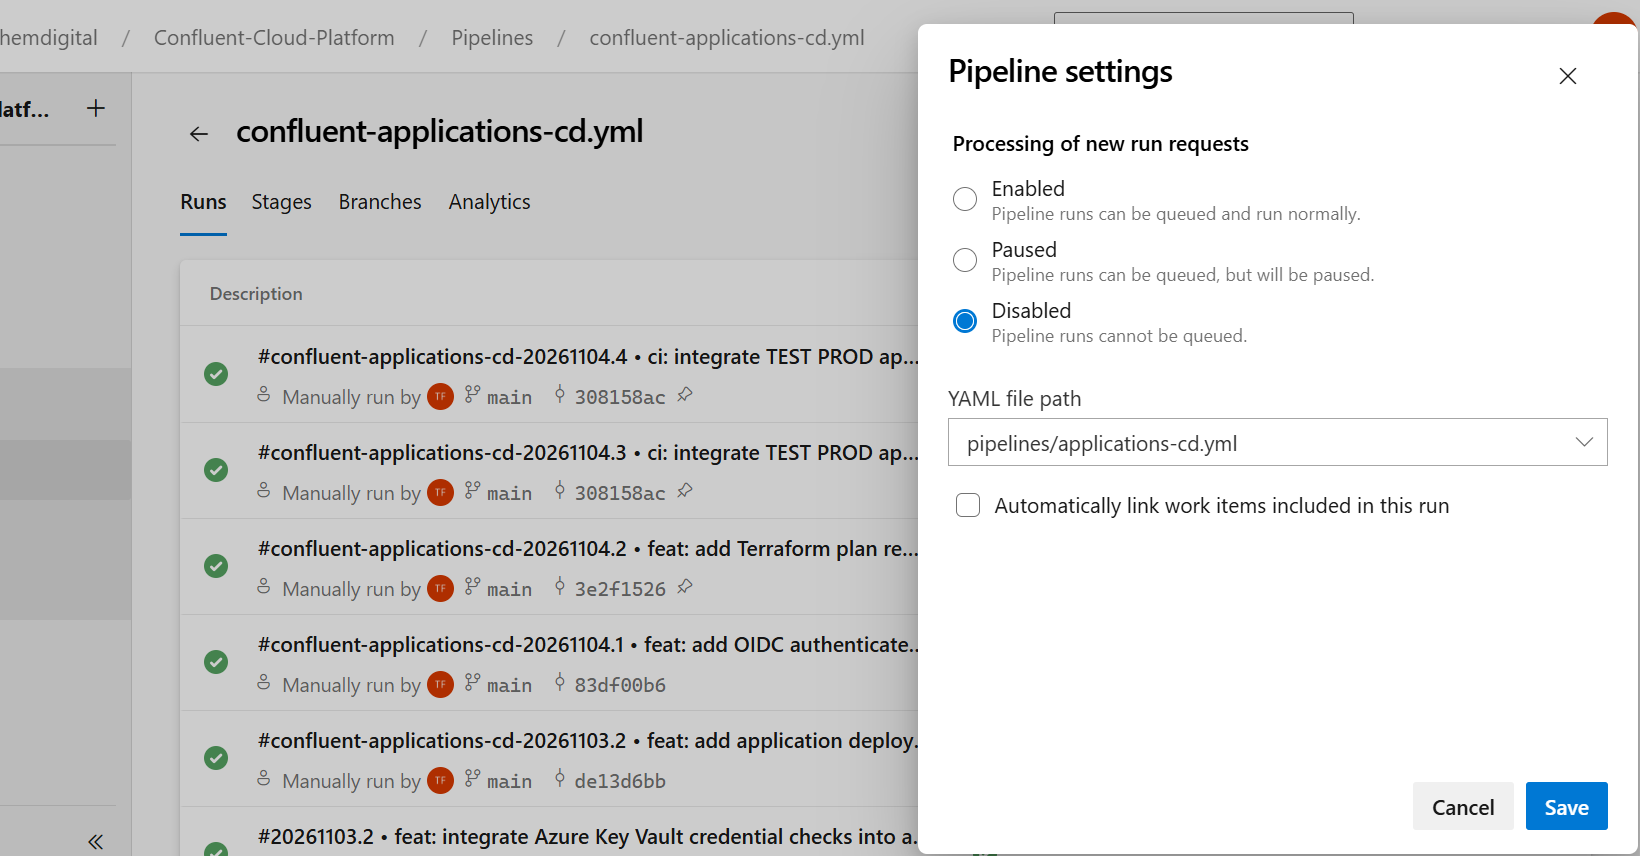 hemdigital / Confluent-Cloud-Platform / Pipelines / confluent-applications-cd.yml
latf... +
confluent-applications-cd.yml
Runs Stages Branches Analytics
Description
#confluent-applications-cd-20261104.4 • ci: integrate TEST PROD ap...
Manually run by TF main 308158ac
#confluent-applications-cd-20261104.3 • ci: integrate TEST PROD ap...
Manually run by TF main 308158ac
#confluent-applications-cd-20261104.2 • feat: add Terraform plan re...
Manually run by TF main 3e2f1526
#confluent-applications-cd-20261104.1 • feat: add OIDC authenticate...
Manually run by TF main 83df00b6
#confluent-applications-cd-20261103.2 • feat: add application deploy...
Manually run by TF main de13d6bb
#20261103.2 • feat: integrate Azure Key Vault credential checks into a...
Pipeline settings
Processing of new run requests
Enabled
Pipeline runs can be queued and run normally.
Paused
Pipeline runs can be queued, but will be paused.
Disabled
Pipeline runs cannot be queued.
YAML file path
pipelines/applications-cd.yml
Automatically link work items included in this run
Cancel Save